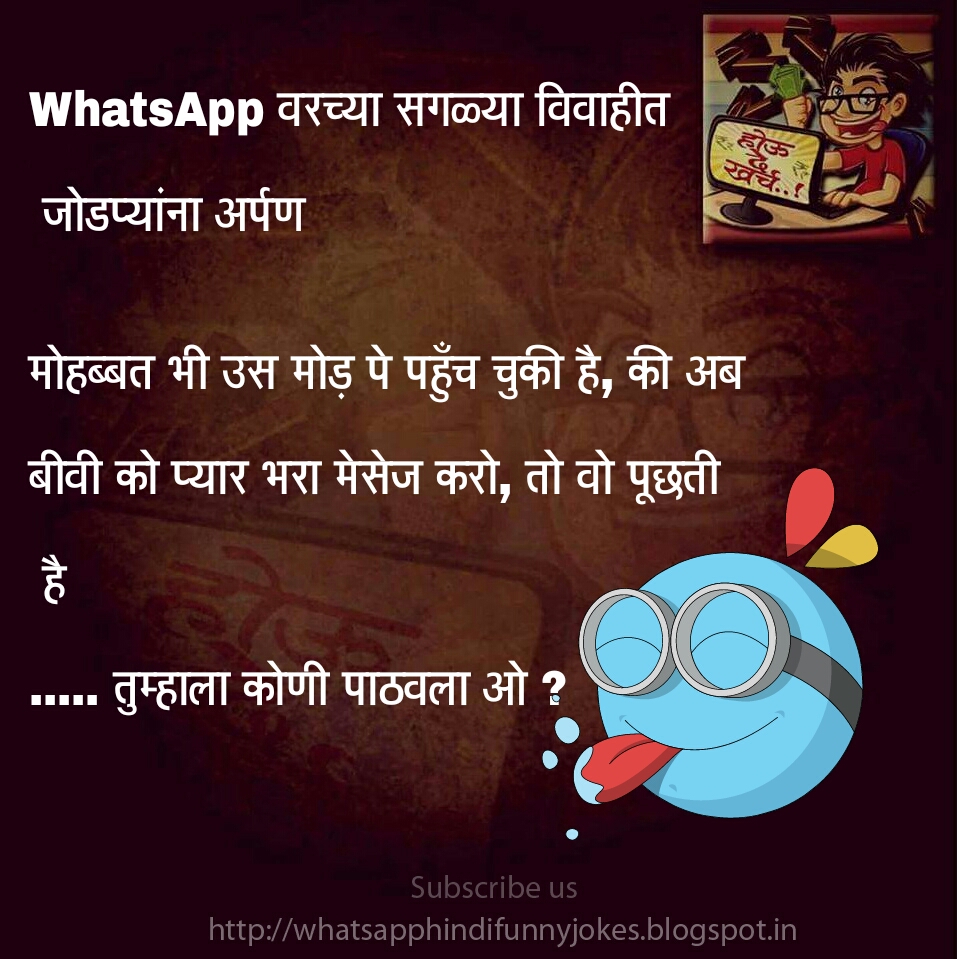 WhatsApp वरच्या सगळ्या विवाहीत
जोडप्यांना अर्पण
होऊ
दे
खर्च..!
मोहब्बत भी उस मोड़ पे पहुँच चुकी है, की अब
बीवी को प्यार भरा मेसेज करो, तो वो पूछती
है
..... तुम्हाला कोणी पाठवला ओ ?
होऊ
Subscribe us
http://whatsapphindifunnyjokes.blogspot.in